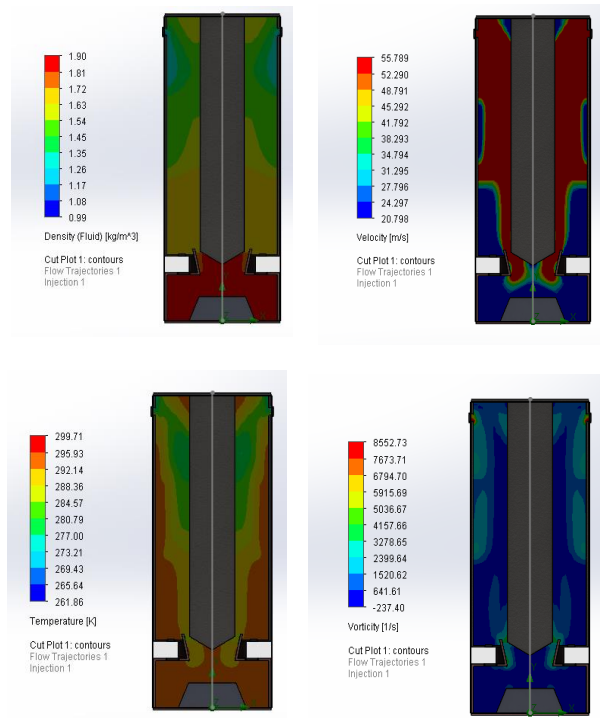 1.90
1.81
1.72
1.63
1.54
1.45
1.35
1.26
1.17
1.08
0.99
Density (Fluid) [kg/m^3]
Cut Plot 1: contours
Flow Trajectories 1
Injection 1
55.789
52.290
48.791
45.292
41.792
38.293
34.794
31.295
27.796
24.297
20.798
Velocity [m/s]
Cut Plot 1: contours
Flow Trajectories 1
Injection 1
299.71
295.93
292.14
288.36
284.57
280.79
277.00
273.21
269.43
265.64
261.86
Temperature [K]
Cut Plot 1: contours
Flow Trajectories 1
Injection 1
8552.73
7673.71
6794.70
5915.69
5036.67
4157.66
3278.65
2399.64
1520.62
641.61
-237.40
Vorticity [1/s]
Cut Plot 1: contours
Flow Trajectories 1
Injection 1